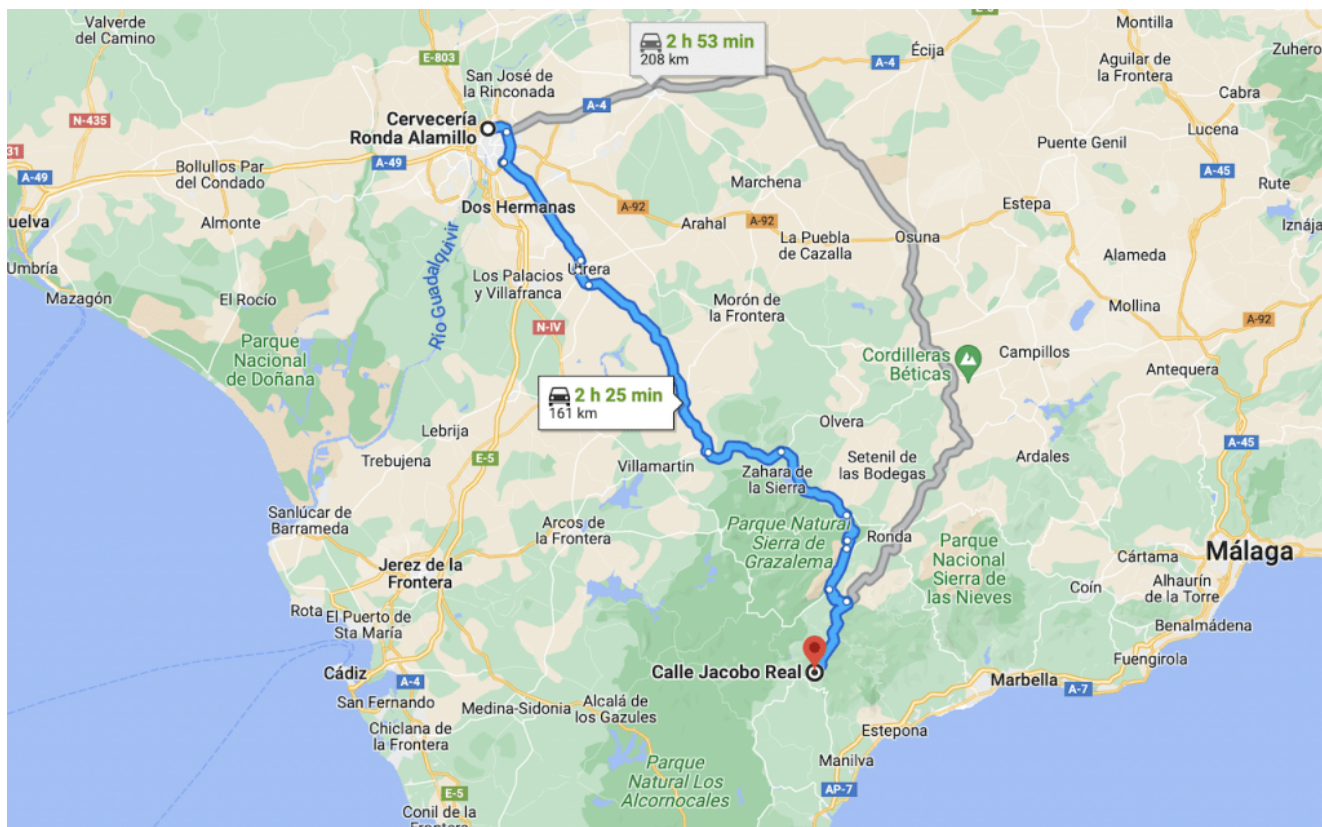 Valverde
del Camino
E-803
San José de
la Rinconada
2 h 53 min
208 km
Écija
A-4
E-5
Montilla
Aguilar de
la Frontera
Zuhero
Cabra
N-435
Cervecería
Ronda Alamillo
A-4
Lucena
Puente Genil
31
A-49
Bollullos Par
del Condado
A-49
A-45
Rute
Marchena
Almonte
Dos Hermanas
A-92
Arahal
A-92
Estepa
Iznája
uelva
La Puebla
de Cazalla
Osuna
Alameda
Umbría
Mazagón
El Rocío
Río Guadalquivir
Los Palacios
y Villafranca
Utrera
Morón de
la Frontera
Mollina
N-IV
A-92
Parque
Nacional
de Doñana
Cordilleras
Béticas
Campillos
Antequera
2 h 25 min
161 km
Olvera
Lebrija
A-45
Trebujena
E-5
Villamartin
Zahara de
la Sierra
Setenil de
las Bodegas
Ardales
Sanlúcar de
Barrameda
Arcos de
la Frontera
Parque Natural
Sierra de
Grazalema
Ronda
Parque
Nacional
Sierra de
las Nieves
Cártama
Málaga
Jerez de la
Frontera
Coín
Alhaurín
de la Torre
Rota
El Puerto de
Sta María
Benalmádena
Cádiz
Calle Jacobo Real
Fuengirola
A-4
Marbella
A-7
San Fernando
Medina-Sidonia
Alcalá de
los Gazules
Chiclana de
la Frontera
Estepona
Manilva
Parque
Natural Los
Alcornocales
AP-7
E-5
Conil de la
Frontera